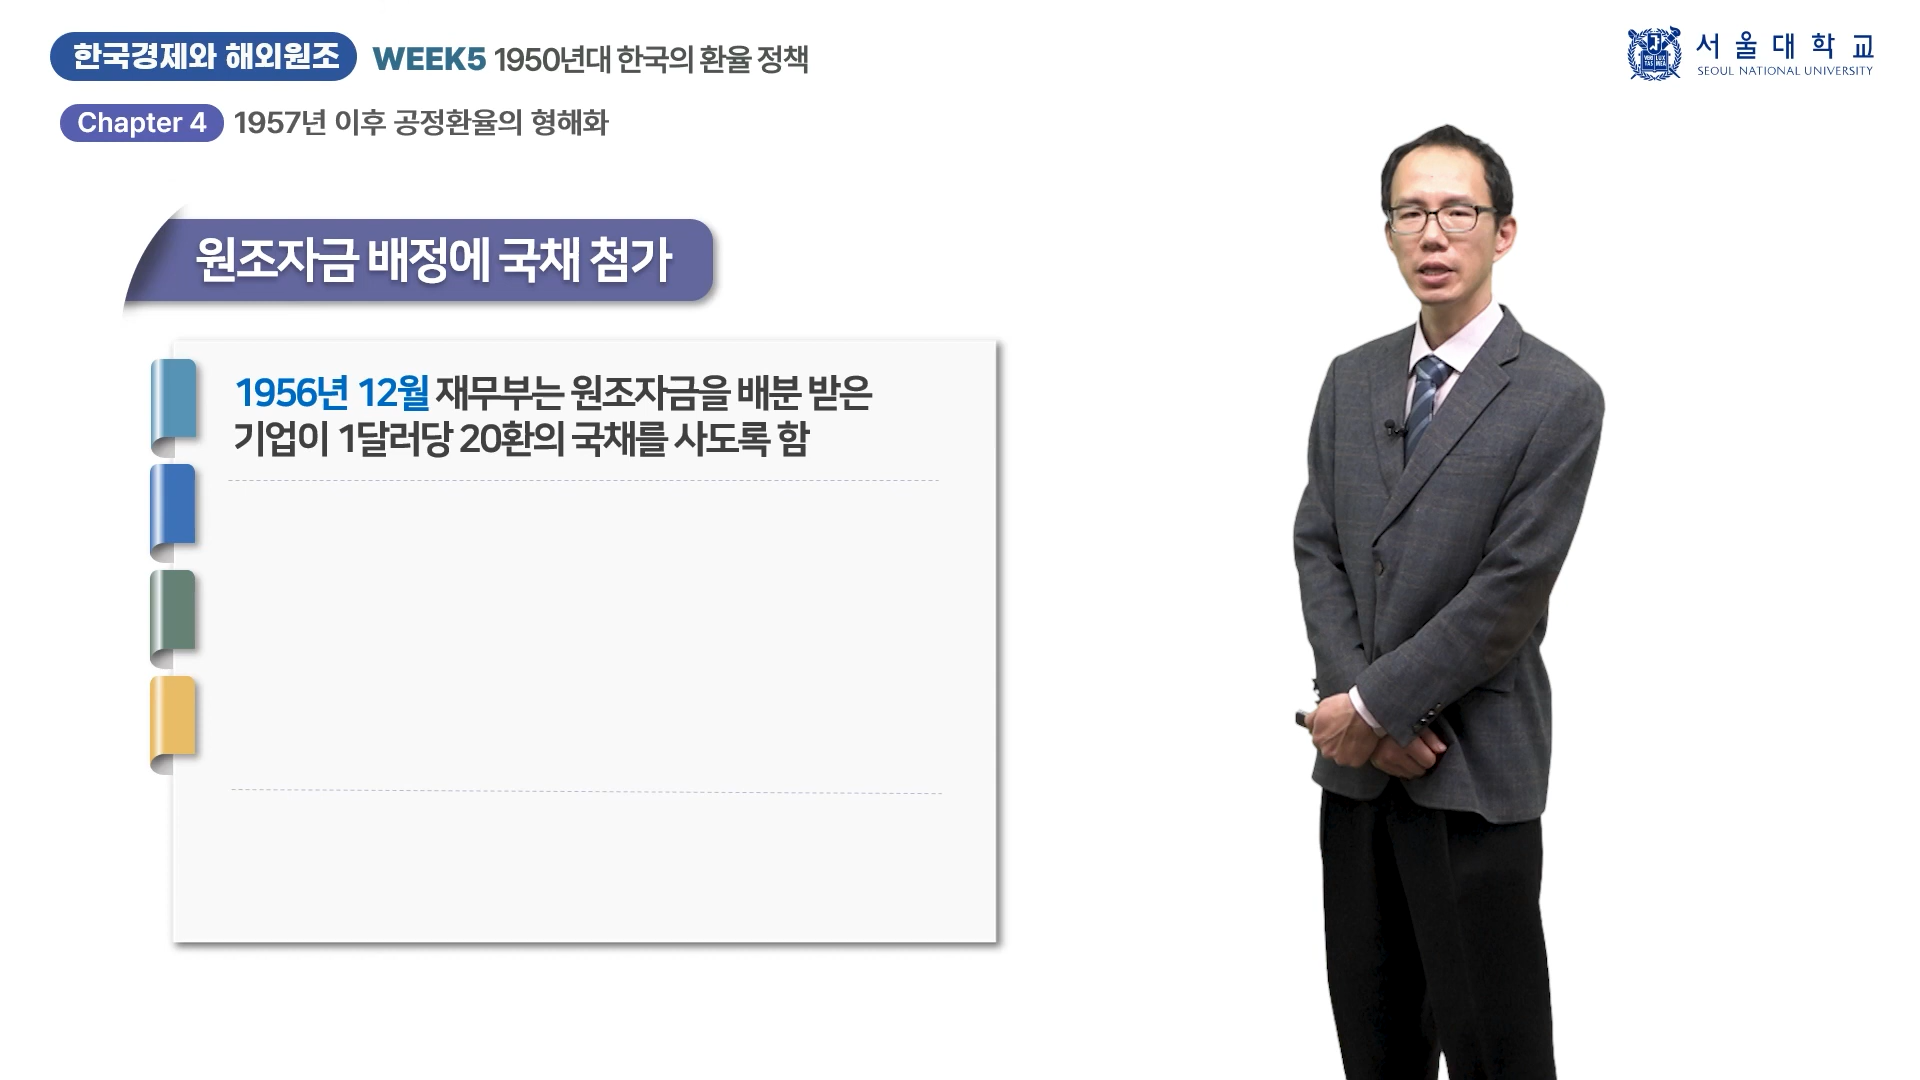 한국경제와 해외원조 WEEK5 1950년대 한국의 환율 정책
서울대학교
SEOUL NATIONAL UNIVERSITY
Chapter 4 1957년 이후 공정환율의 형해화
원조자금 배정에 국채 첨가
1956년 12월 재무부는 원조자금을 배분 받은
기업이 1달러당 20환의 국채를 사도록 함